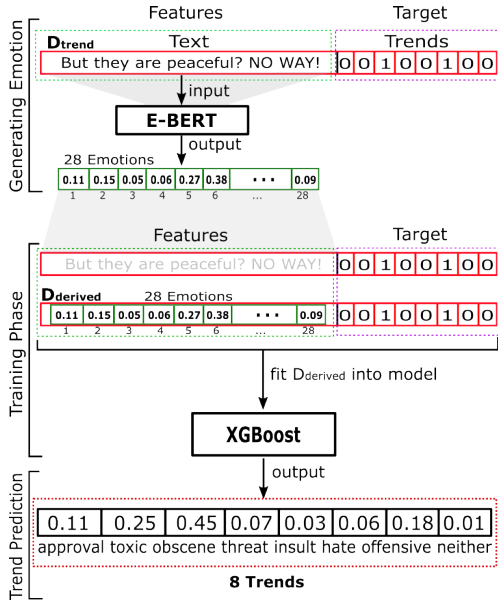 Features Target
Dtrend Text Trends
But they are peaceful? NO WAY! 0 0 1 0 0 1 0 0
input
E-BERT
output
28 Emotions
0.11 0.15 0.05 0.06 0.27 0.38 ... 0.09
1 2 3 4 5 6 ... 28
Generating Emotion
Features Target
But they are peaceful? NO WAY! 0 0 1 0 0 1 0 0
Dderived 28 Emotions
0.11 0.15 0.05 0.06 0.27 0.38 ... 0.09 0 0 1 0 0 1 0 0
1 2 3 4 5 6 ... 28
fit Dderived into model
XGBoost
output
Training Phase
0.11 0.25 0.45 0.07 0.03 0.06 0.18 0.01
approval toxic obscene threat insult hate offensive neither
8 Trends
Trend Prediction